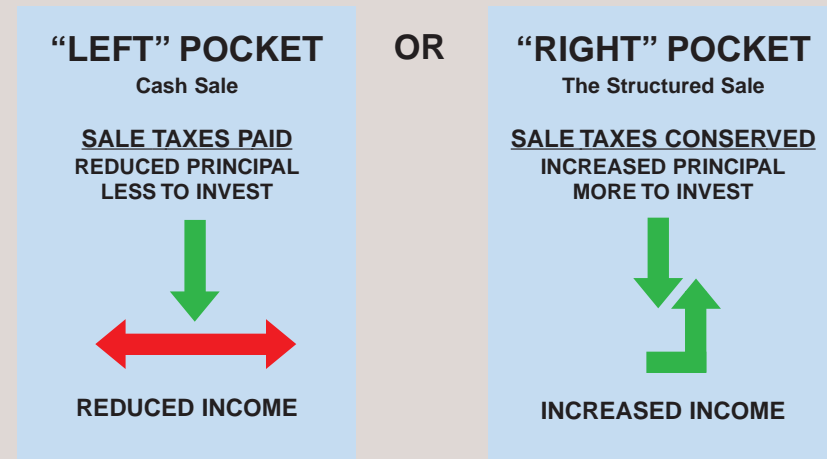 “LEFT” POCKET
Cash Sale
SALE TAXES PAID
REDUCED PRINCIPAL
LESS TO INVEST
REDUCED INCOME
OR
“RIGHT” POCKET
The Structured Sale
SALE TAXES CONSERVED
INCREASED PRINCIPAL
MORE TO INVEST
INCREASED INCOME